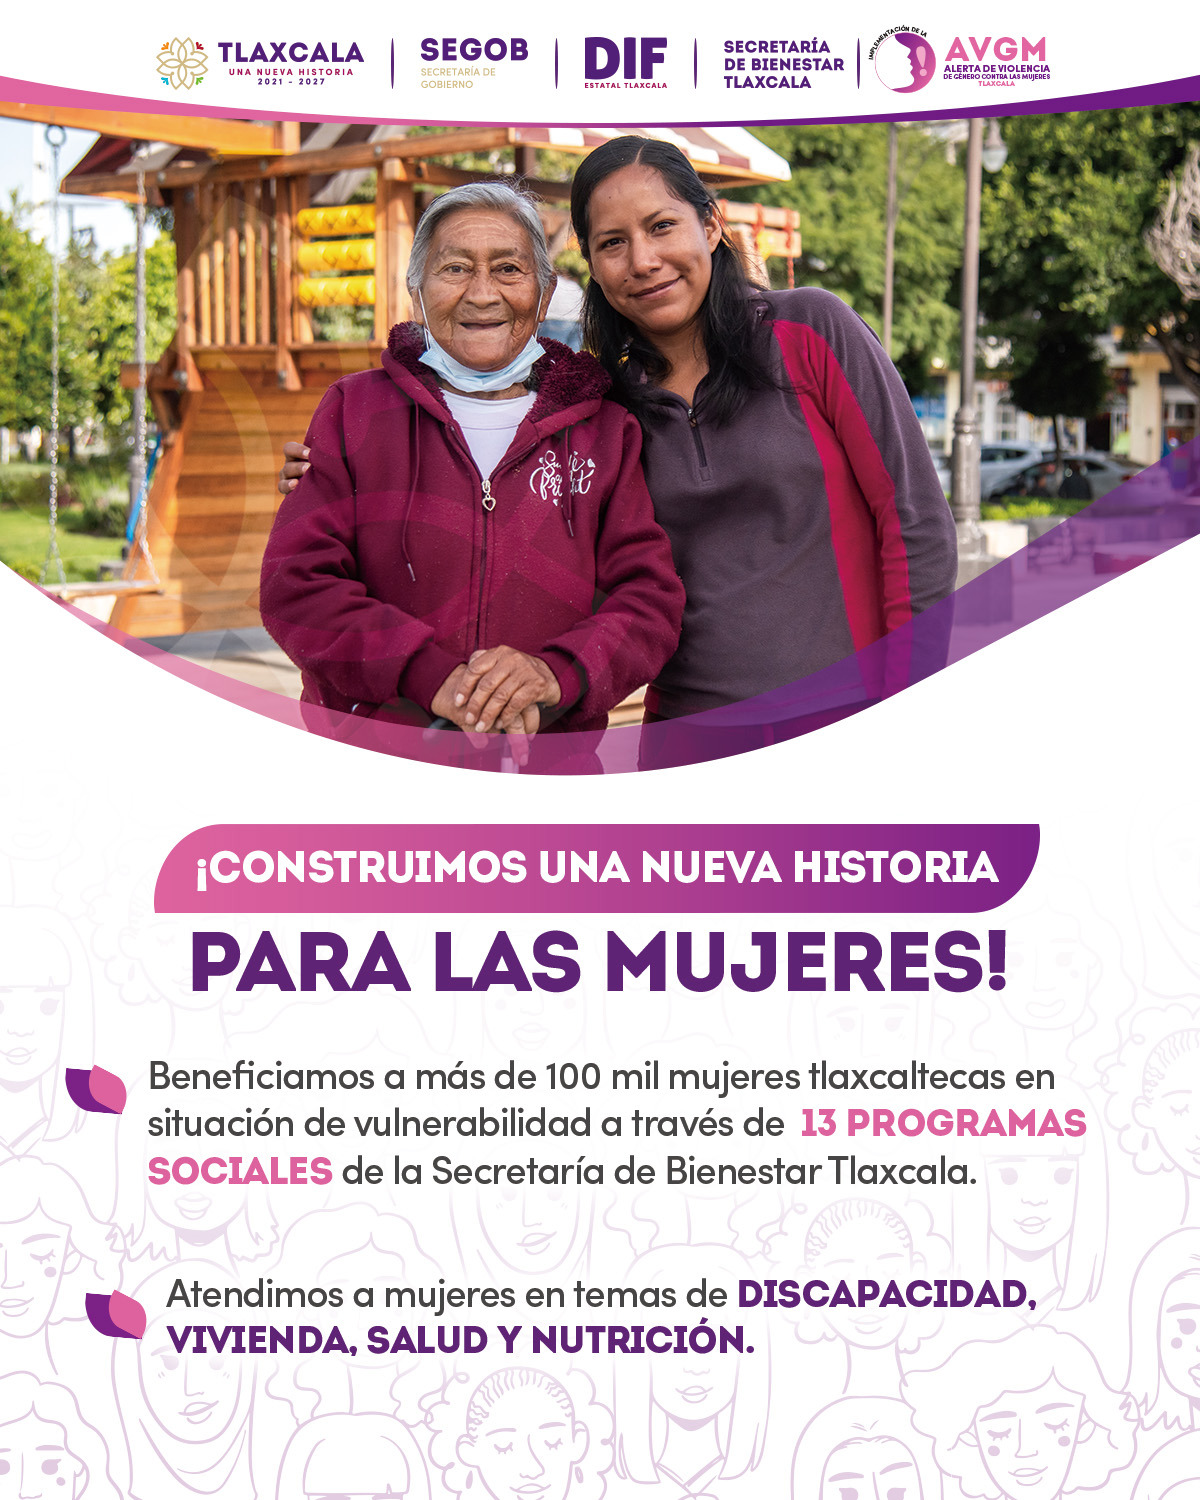 TLAXCALA
UNA NUEVA HISTORIA
2021 - 2027
SEGOB
SECRETARÍA DE
GOBIERNO
DIF
ESTATAL TLAXCALA
SECRETARÍA
DE BIENESTAR
TLAXCALA
IMPLEMENTACIÓN DE LA
AVGM
ALERTA DE VIOLENCIA
DE GÉNERO CONTRA LAS MUJERES
TLAXCALA
¡CONSTRUIMOS UNA NUEVA HISTORIA
PARA LAS MUJERES!
Beneficiamos a más de 100 mil mujeres tlaxcaltecas en
situación de vulnerabilidad a través de 13 PROGRAMAS
SOCIALES de la Secretaría de Bienestar Tlaxcala.
Atendimos a mujeres en temas de DISCAPACIDAD,
VIVIENDA, SALUD Y NUTRICIÓN.